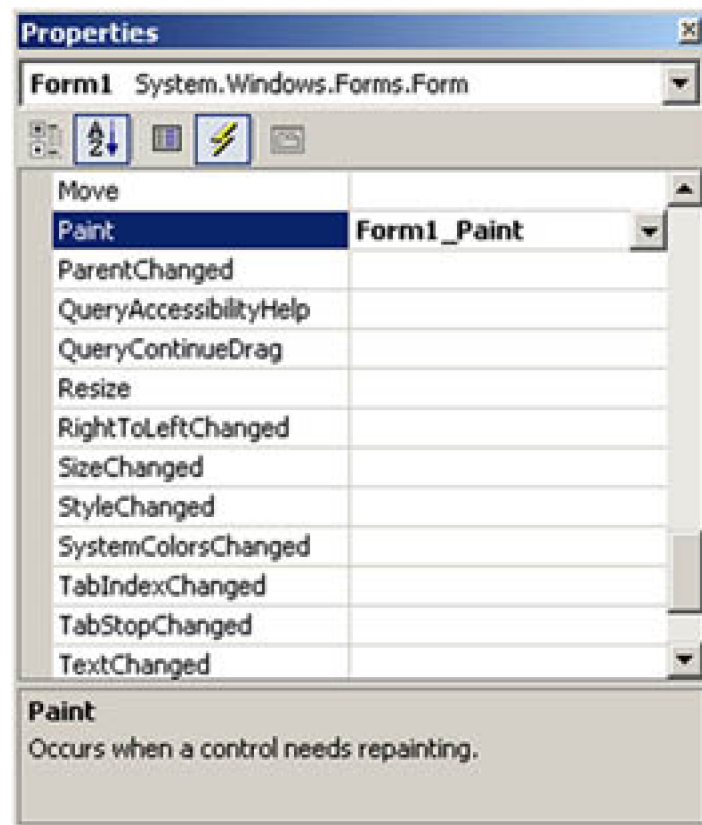 Properties
Form1 System.Windows.Forms.Form
Move
Paint Form1_Paint
ParentChanged
QueryAccessibilityHelp
QueryContinueDrag
Resize
RightToLeftChanged
SizeChanged
StyleChanged
SystemColorsChanged
TabIndexChanged
TabStopChanged
TextChanged
Paint
Occurs when a control needs repainting.